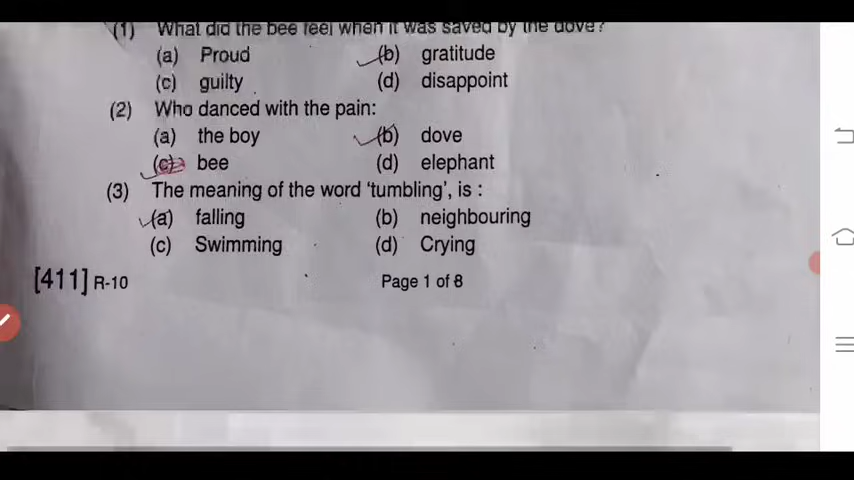 (1) What did the bee feel when it was saved by the dove?
(a) Proud (b) gratitude
(c) guilty (d) disappoint
(2) Who danced with the pain:
(a) the boy (b) dove
(c) bee (d) elephant
(3) The meaning of the word 'tumbling', is :
(a) falling (b) neighbouring
(c) Swimming (d) Crying
[411] R-10 Page 1 of 8